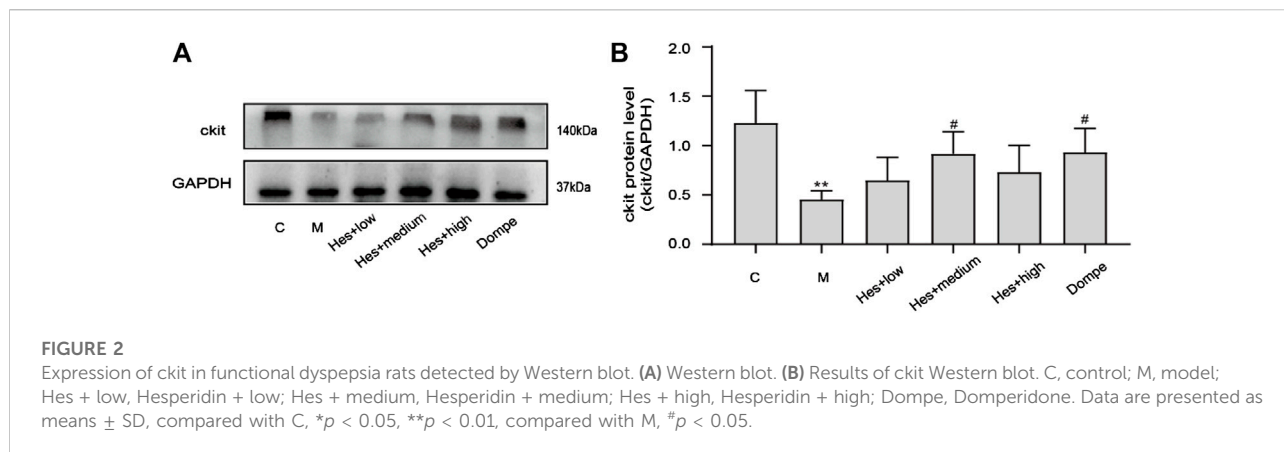 A
ckit
140kDa
GAPDH
37kDa
C M Hes+low Hes+medium Hes+high Dompe
B
ckit protein level
(ckit/GAPDH)
2.0
1.5
1.0
0.5
0.0
**
#
#
C M Hes+low Hes+medium Hes+high Dompe
FIGURE 2
Expression of ckit in functional dyspepsia rats detected by Western blot. (A) Western blot. (B) Results of ckit Western blot. C, control; M, model;
Hes + low, Hesperidin + low; Hes + medium, Hesperidin + medium; Hes + high, Hesperidin + high; Dompe, Domperidone. Data are presented as
means ± SD, compared with C, *p < 0.05, **p < 0.01, compared with M, #p < 0.05.